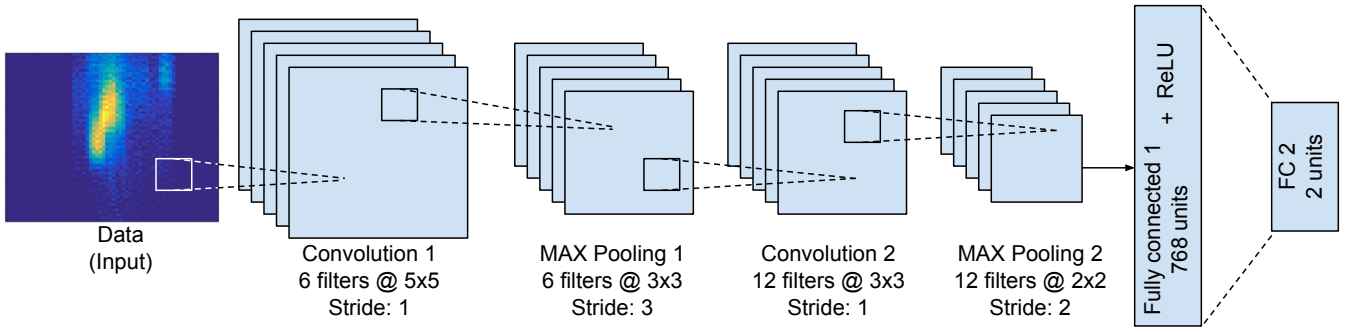 Data
(Input)
Convolution 1
6 filters @ 5x5
Stride: 1
MAX Pooling 1
6 filters @ 3x3
Stride: 3
Convolution 2
12 filters @ 3x3
Stride: 1
MAX Pooling 2
12 filters @ 2x2
Stride: 2
Fully connected 1 + ReLU
768 units
FC 2
2 units